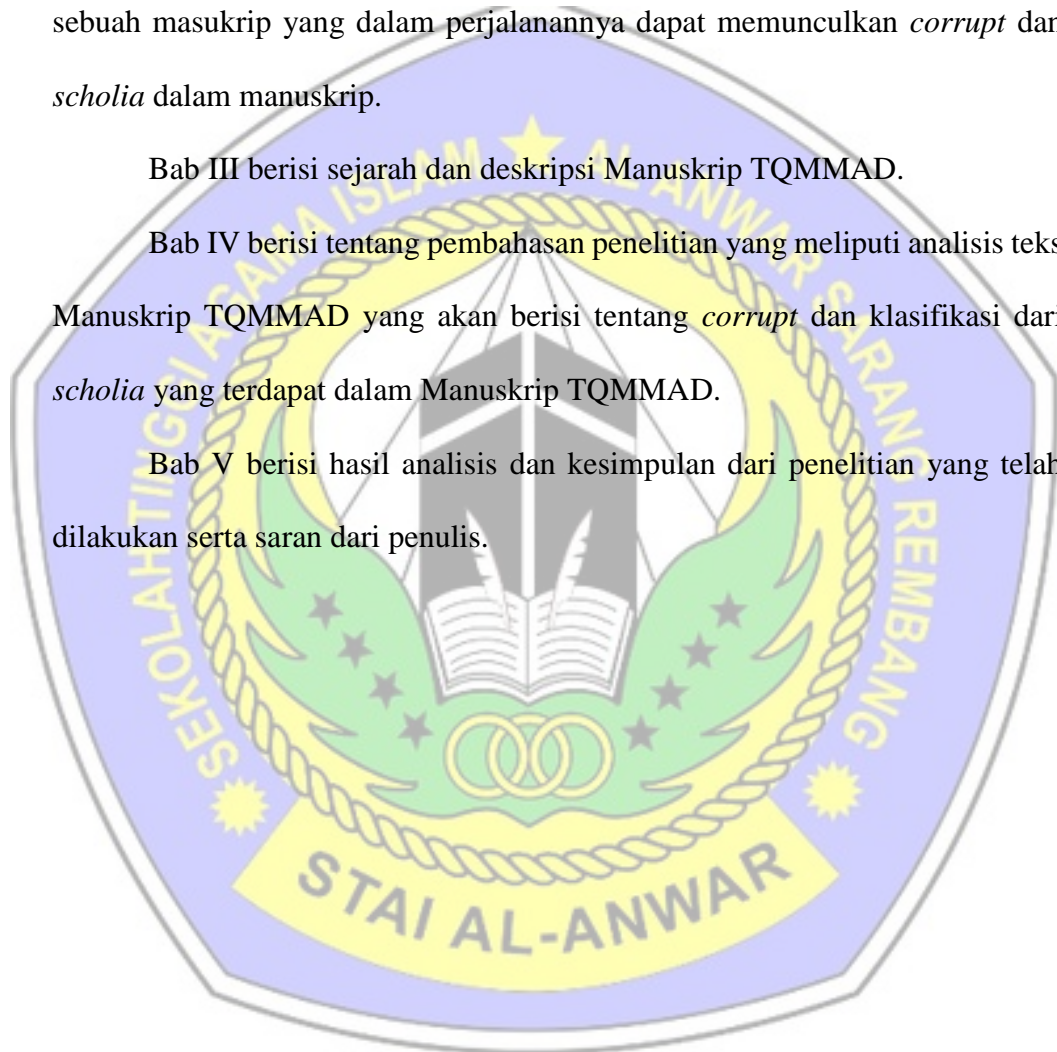 sebuah masukrip yang dalam perjalanannya dapat memunculkan corrupt dan
scholia dalam manuskrip.
Bab III berisi sejarah dan deskripsi Manuskrip TQMMAD.
Bab IV berisi tentang pembahasan penelitian yang meliputi analisis teks
Manuskrip TQMMAD yang akan berisi tentang corrupt dan klasifikasi dari
scholia yang terdapat dalam Manuskrip TQMMAD.
Bab V berisi hasil analisis dan kesimpulan dari penelitian yang telah
dilakukan serta saran dari penulis.
SEKOLAH TINGGI AGAMA ISLAM AL ANWAR SARANG REMBANG
STAI AL-ANWAR